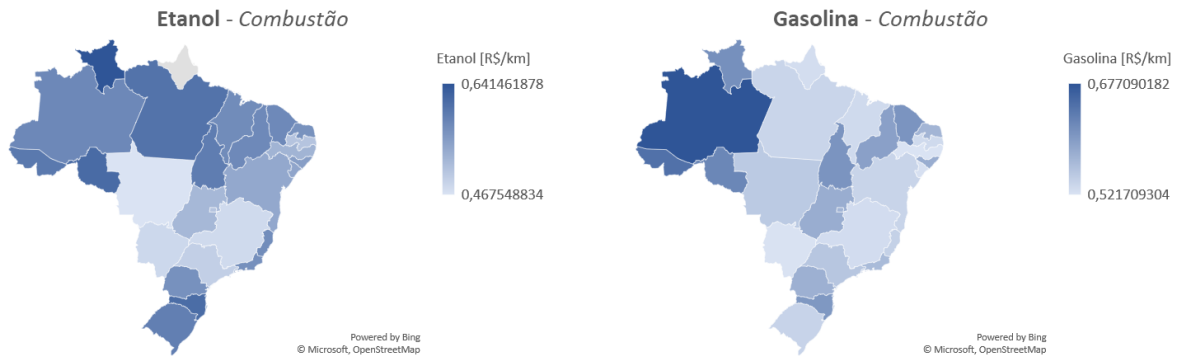 Etanol - Combustão
Etanol [R$/km]
0,641461878
0,467548834
Powered by Bing
© Microsoft, OpenStreetMap
Gasolina - Combustão
Gasolina [R$/km]
0,677090182
0,521709304
Powered by Bing
© Microsoft, OpenStreetMap